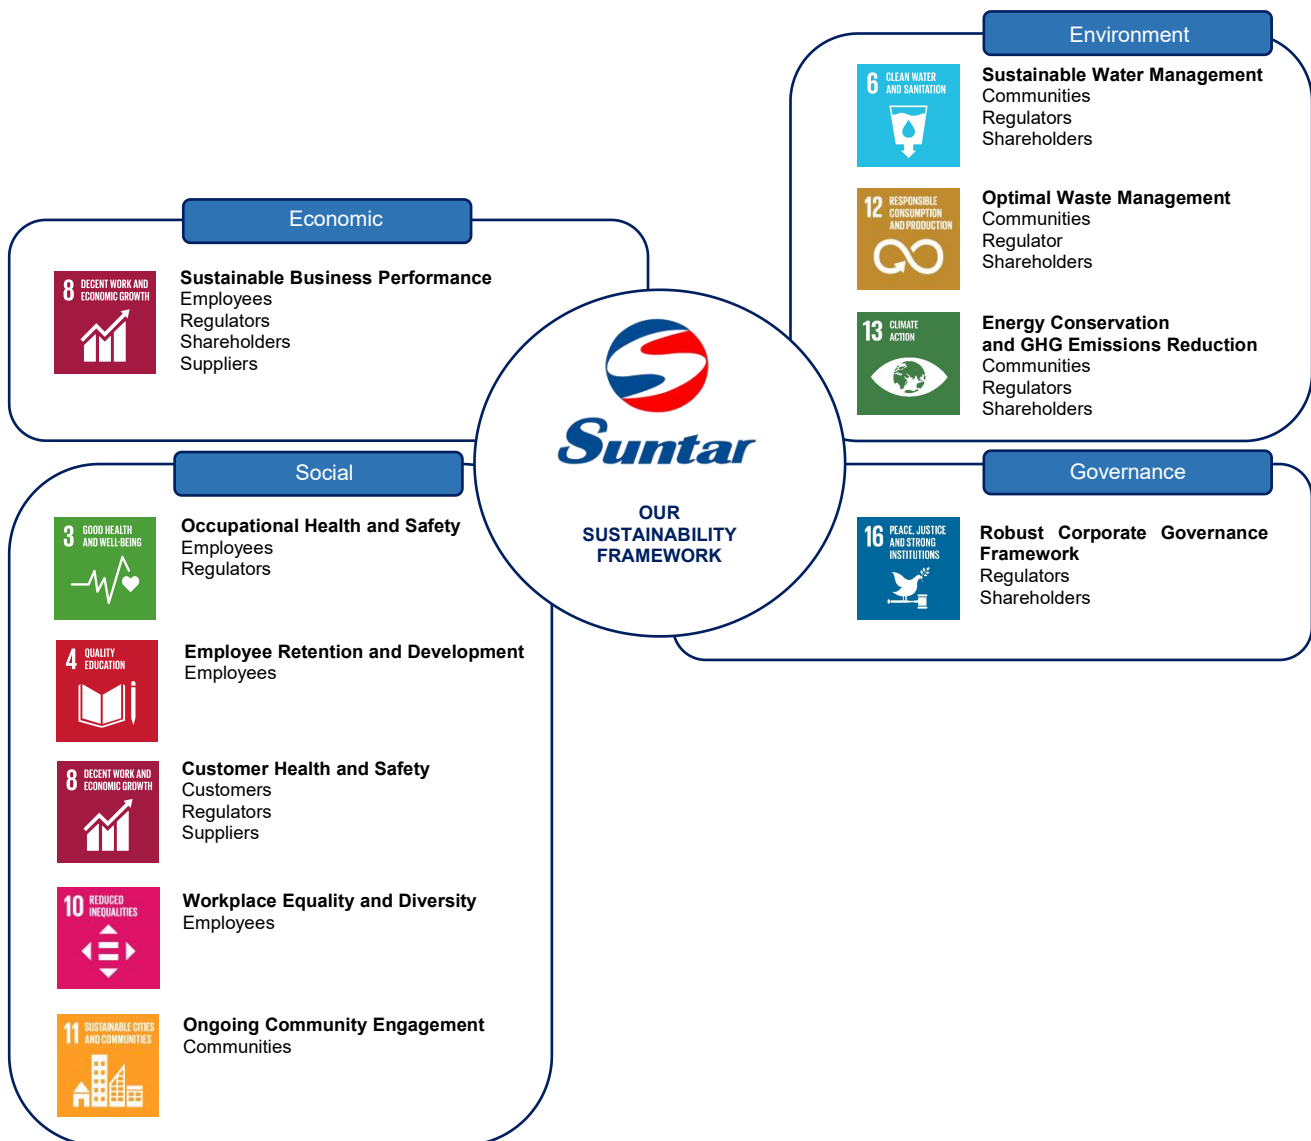 Economic
8 DECENT WORK AND
ECONOMIC GROWTH
Sustainable Business Performance
Employees
Regulators
Shareholders
Suppliers
Environment
6 CLEAN WATER
AND SANITATION
Sustainable Water Management
Communities
Regulators
Shareholders
12 RESPONSIBLE
CONSUMPTION
AND PRODUCTION
Optimal Waste Management
Communities
Regulator
Shareholders
13 CLIMATE
ACTION
Energy Conservation
and GHG Emissions Reduction
Communities
Regulators
Shareholders
Suntar
OUR
SUSTAINABILITY
FRAMEWORK
Social
3 GOOD HEALTH
AND WELL-BEING
Occupational Health and Safety
Employees
Regulators
4 QUALITY
EDUCATION
Employee Retention and Development
Employees
8 DECENT WORK AND
ECONOMIC GROWTH
Customer Health and Safety
Customers
Regulators
Suppliers
10 REDUCED
INEQUALITIES
Workplace Equality and Diversity
Employees
11 SUSTAINABLE CITIES
AND COMMUNITIES
Ongoing Community Engagement
Communities
Governance
16 PEACE, JUSTICE
AND STRONG
INSTITUTIONS
Robust Corporate Governance
Framework
Regulators
Shareholders